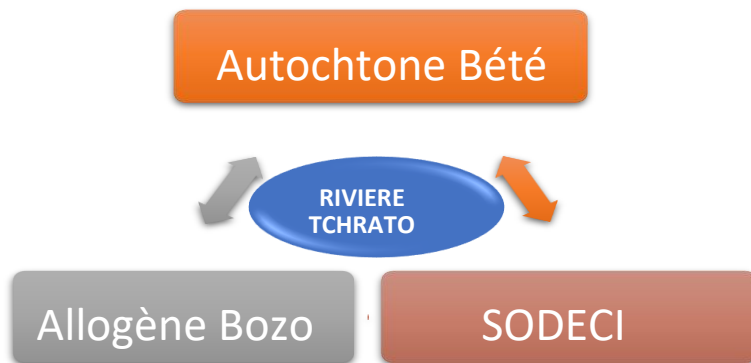 Autochtone Bété
RIVIERE
TCHRATO
Allogène Bozo
SODECI